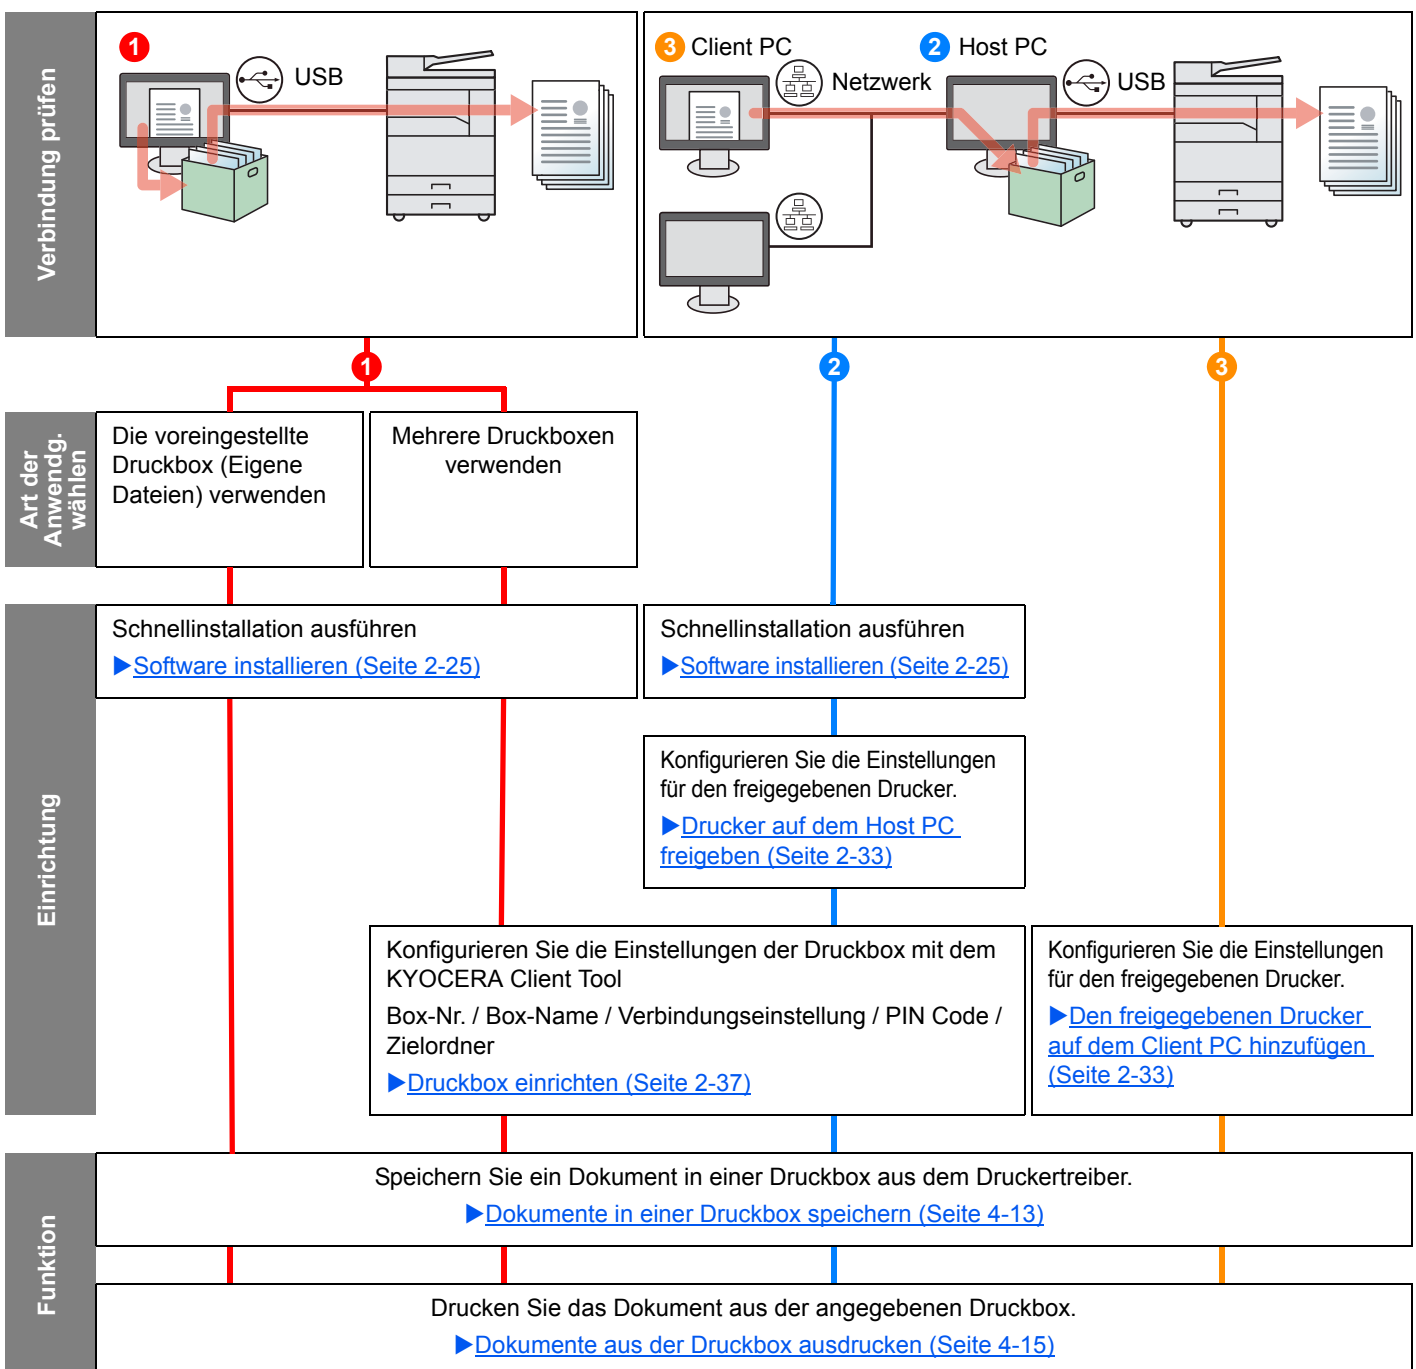 Verbindung prüfen
1
USB
3 Client PC
2 Host PC
Netzwerk
USB
1
2
3
Art der
Anwendg.
wählen
Die voreingestellte
Druckbox (Eigene
Dateien) verwenden
Mehrere Druckboxen
verwenden
Einrichtung
Schnellinstallation ausführen
▶Software installieren (Seite 2-25)
Schnellinstallation ausführen
▶Software installieren (Seite 2-25)
Konfigurieren Sie die Einstellungen
für den freigegebenen Drucker.
▶Drucker auf dem Host PC
freigeben (Seite 2-33)
Konfigurieren Sie die Einstellungen der Druckbox mit dem
KYOCERA Client Tool
Box-Nr. / Box-Name / Verbindungseinstellung / PIN Code /
Zielordner
▶Druckbox einrichten (Seite 2-37)
Konfigurieren Sie die Einstellungen
für den freigegebenen Drucker.
▶Den freigegebenen Drucker
auf dem Client PC hinzufügen
(Seite 2-33)
Funktion
Speichern Sie ein Dokument in einer Druckbox aus dem Druckertreiber.
▶Dokumente in einer Druckbox speichern (Seite 4-13)
Drucken Sie das Dokument aus der angegebenen Druckbox.
▶Dokumente aus der Druckbox ausdrucken (Seite 4-15)